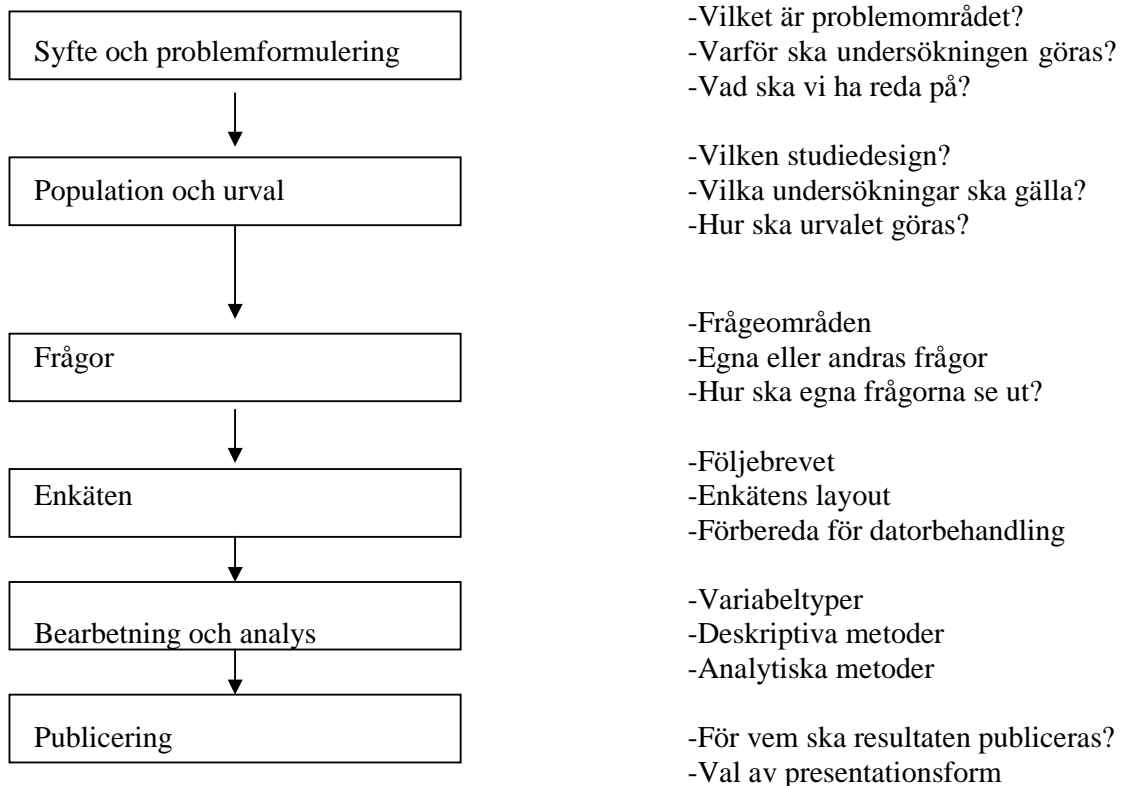 Syfte och problemformulering
-Vilket är problemområdet?
-Varför ska undersökningen göras?
-Vad ska vi ha reda på?
Population och urval
-Vilken studiedesign?
-Vilka undersökningar ska gälla?
-Hur ska urvalet göras?
Frågor
-Frågeområden
-Egna eller andras frågor
-Hur ska egna frågorna se ut?
Enkäten
-Följebrevet
-Enkätens layout
-Förbereda för datorbehandling
Bearbetning och analys
-Variabeltyper
-Deskriptiva metoder
-Analytiska metoder
Publicering
-För vem ska resultaten publiceras?
-Val av presentationsform